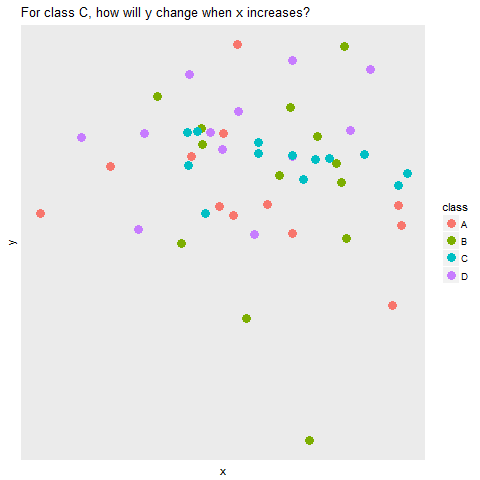 For class C, how will y change when x increases?
y
x
class
A
B
C
D